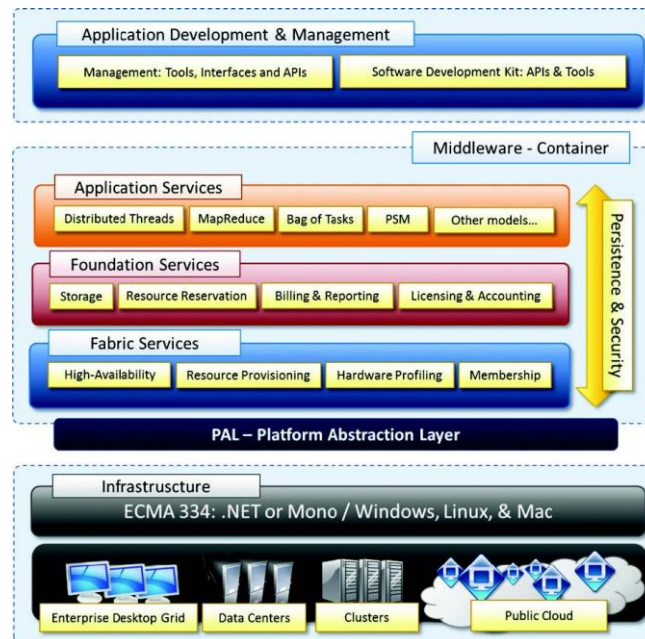 Application Development & Management
Management: Tools, Interfaces and APIs
Software Development Kit: APIs & Tools
Middleware - Container
Application Services
Distributed Threads
MapReduce
Bag of Tasks
PSM
Other models...
Foundation Services
Storage
Resource Reservation
Billing & Reporting
Licensing & Accounting
Fabric Services
High-Availability
Resource Provisioning
Hardware Profiling
Membership
Persistence & Security
PAL – Platform Abstraction Layer
Infrastruscture
ECMA 334: .NET or Mono / Windows, Linux, & Mac
Enterprise Desktop Grid
Data Centers
Clusters
Public Cloud